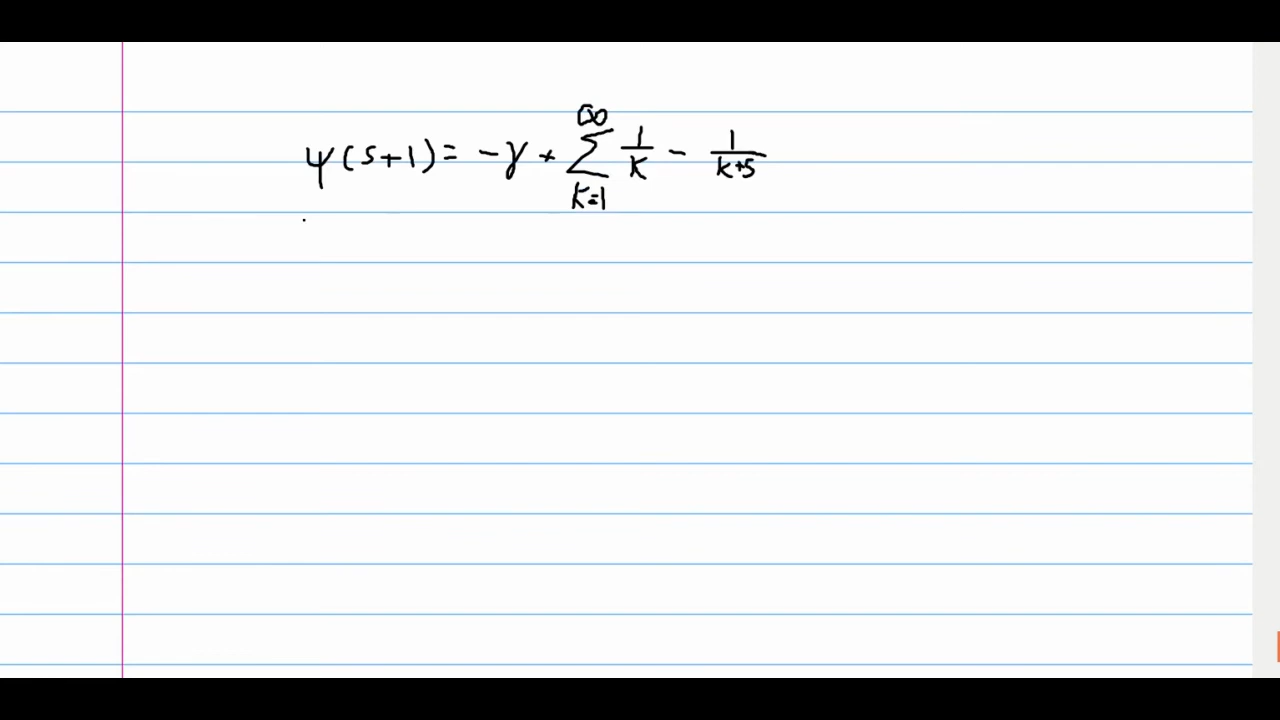 ψ(s+1) = -γ + ∑_{k=1}^{∞} 1/k - 1/(k+s)